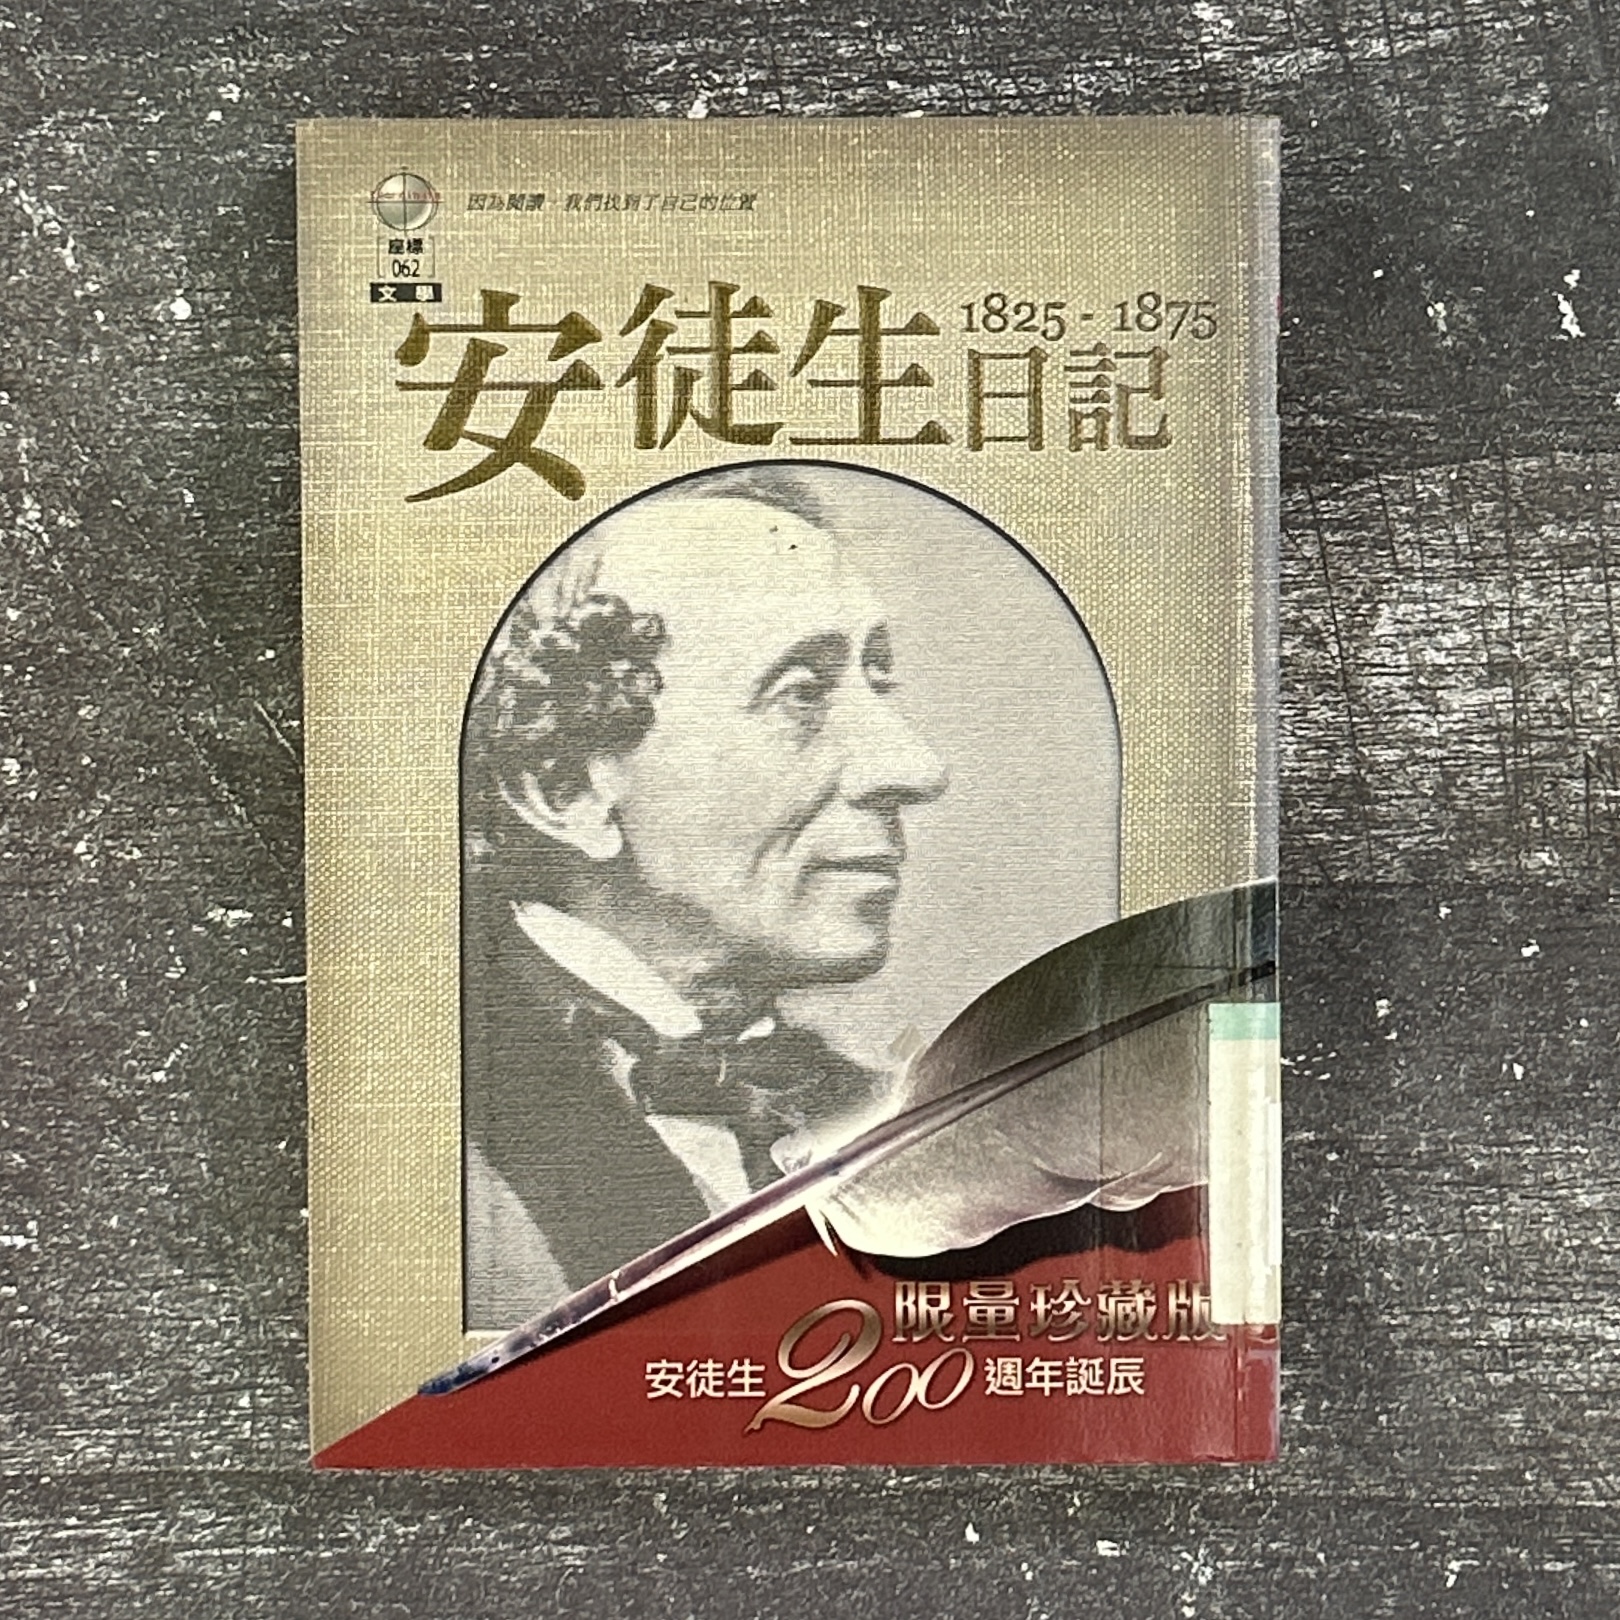 因為閱讀，我們找到了自己的位置
座標
062
文學
1825 - 1875
安徒生日記
限量珍藏版
安徒生200週年誕辰